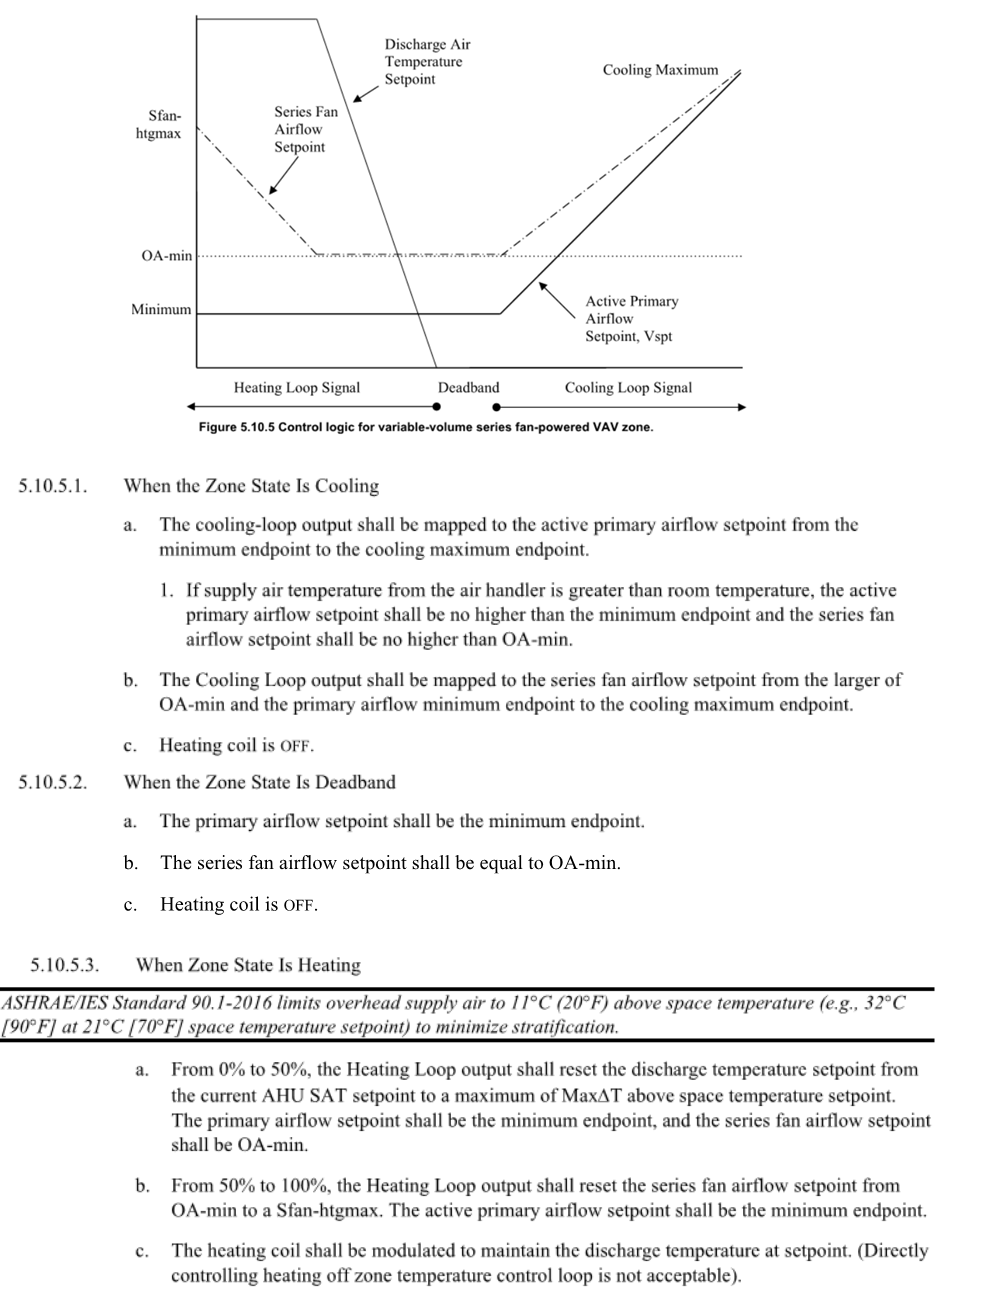 Discharge Air
Temperature
Setpoint
Cooling Maximum
Sfan-
htgmax
Series Fan
Airflow
Setpoint
OA-min
Minimum
Active Primary
Airflow
Setpoint, Vspt
Heating Loop Signal
Deadband
Cooling Loop Signal
Figure 5.10.5 Control logic for variable-volume series fan-powered VAV zone.
5.10.5.1. When the Zone State Is Cooling
a. The cooling-loop output shall be mapped to the active primary airflow setpoint from the
minimum endpoint to the cooling maximum endpoint.
1. If supply air temperature from the air handler is greater than room temperature, the active
primary airflow setpoint shall be no higher than the minimum endpoint and the series fan
airflow setpoint shall be no higher than OA-min.
b. The Cooling Loop output shall be mapped to the series fan airflow setpoint from the larger of
OA-min and the primary airflow minimum endpoint to the cooling maximum endpoint.
c. Heating coil is OFF.
5.10.5.2. When the Zone State Is Deadband
a. The primary airflow setpoint shall be the minimum endpoint.
b. The series fan airflow setpoint shall be equal to OA-min.
c. Heating coil is OFF.
5.10.5.3. When Zone State Is Heating
ASHRAE/IES Standard 90.1-2016 limits overhead supply air to 11°C (20°F) above space temperature (e.g., 32°C
[90°F] at 21°C [70°F] space temperature setpoint) to minimize stratification.
a. From 0% to 50%, the Heating Loop output shall reset the discharge temperature setpoint from
the current AHU SAT setpoint to a maximum of MaxΔT above space temperature setpoint.
The primary airflow setpoint shall be the minimum endpoint, and the series fan airflow setpoint
shall be OA-min.
b. From 50% to 100%, the Heating Loop output shall reset the series fan airflow setpoint from
OA-min to a Sfan-htgmax. The active primary airflow setpoint shall be the minimum endpoint.
c. The heating coil shall be modulated to maintain the discharge temperature at setpoint. (Directly
controlling heating off zone temperature control loop is not acceptable).